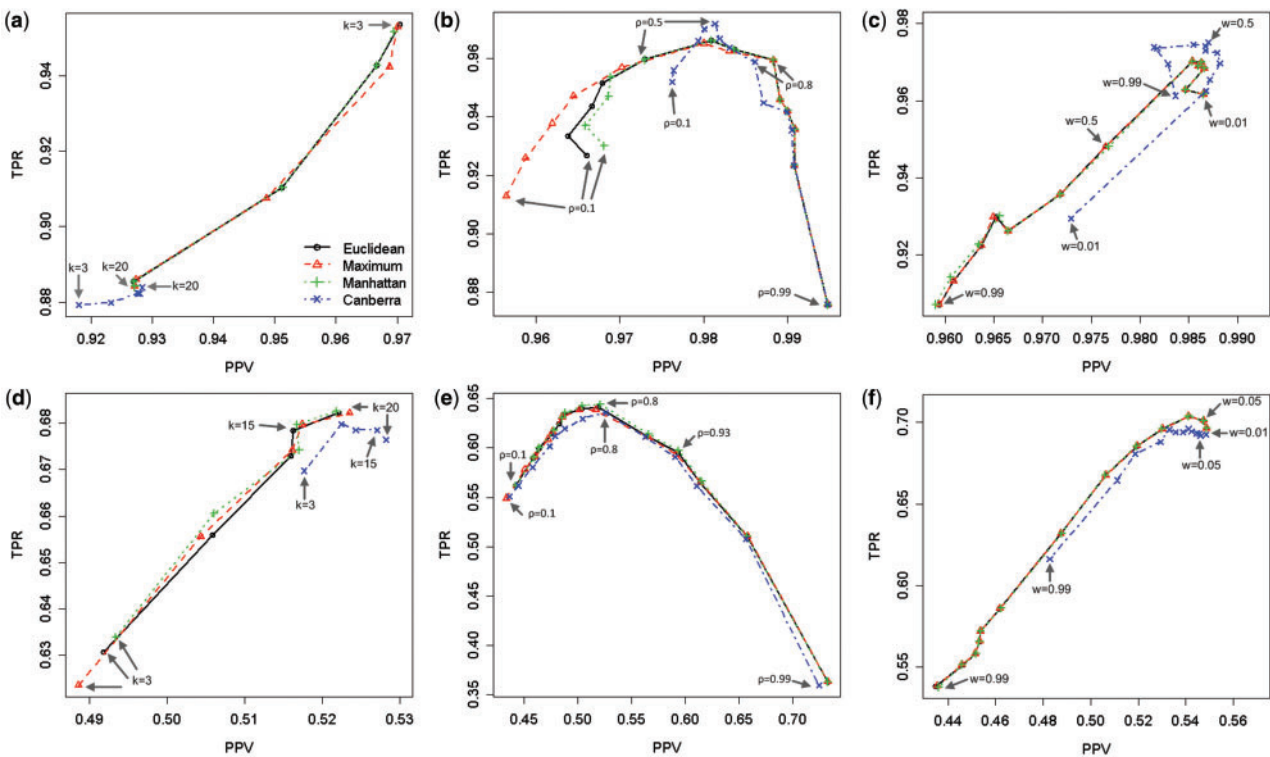 (a)
TPR
0.88 0.90 0.92 0.94
k=3
k=20
k=3
k=20
Euclidean
Maximum
Manhattan
Canberra
0.92 0.93 0.94 0.95 0.96 0.97
PPV
(b)
TPR
0.88 0.90 0.92 0.94 0.96
ρ=0.5
ρ=0.8
ρ=0.1
ρ=0.1
ρ=0.99
0.96 0.97 0.98 0.99
PPV
(c)
TPR
0.92 0.94 0.96 0.98
w=0.5
w=0.99
w=0.01
w=0.5
w=0.01
w=0.99
0.960 0.965 0.970 0.975 0.980 0.985 0.990
PPV
(d)
TPR
0.63 0.64 0.65 0.66 0.67 0.68
k=20
k=15
k=15
k=20
k=3
k=3
0.49 0.50 0.51 0.52 0.53
PPV
(e)
TPR
0.35 0.40 0.45 0.50 0.55 0.60 0.65
ρ=0.8
ρ=0.93
ρ=0.1
ρ=0.8
ρ=0.1
ρ=0.99
0.45 0.50 0.55 0.60 0.65 0.70
PPV
(f)
TPR
0.55 0.60 0.65 0.70
w=0.05
w=0.01
w=0.05
w=0.99
w=0.99
0.44 0.46 0.48 0.50 0.52 0.54 0.56
PPV